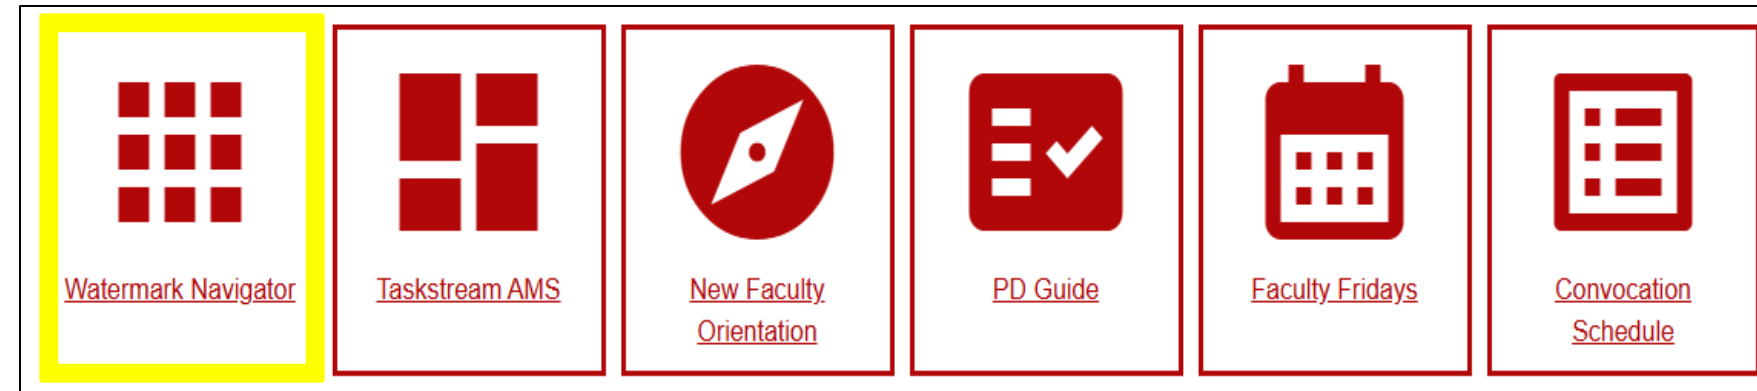 Watermark Navigator
Taskstream AMS
New Faculty
Orientation
PD Guide
Faculty Fridays
Convocation
Schedule